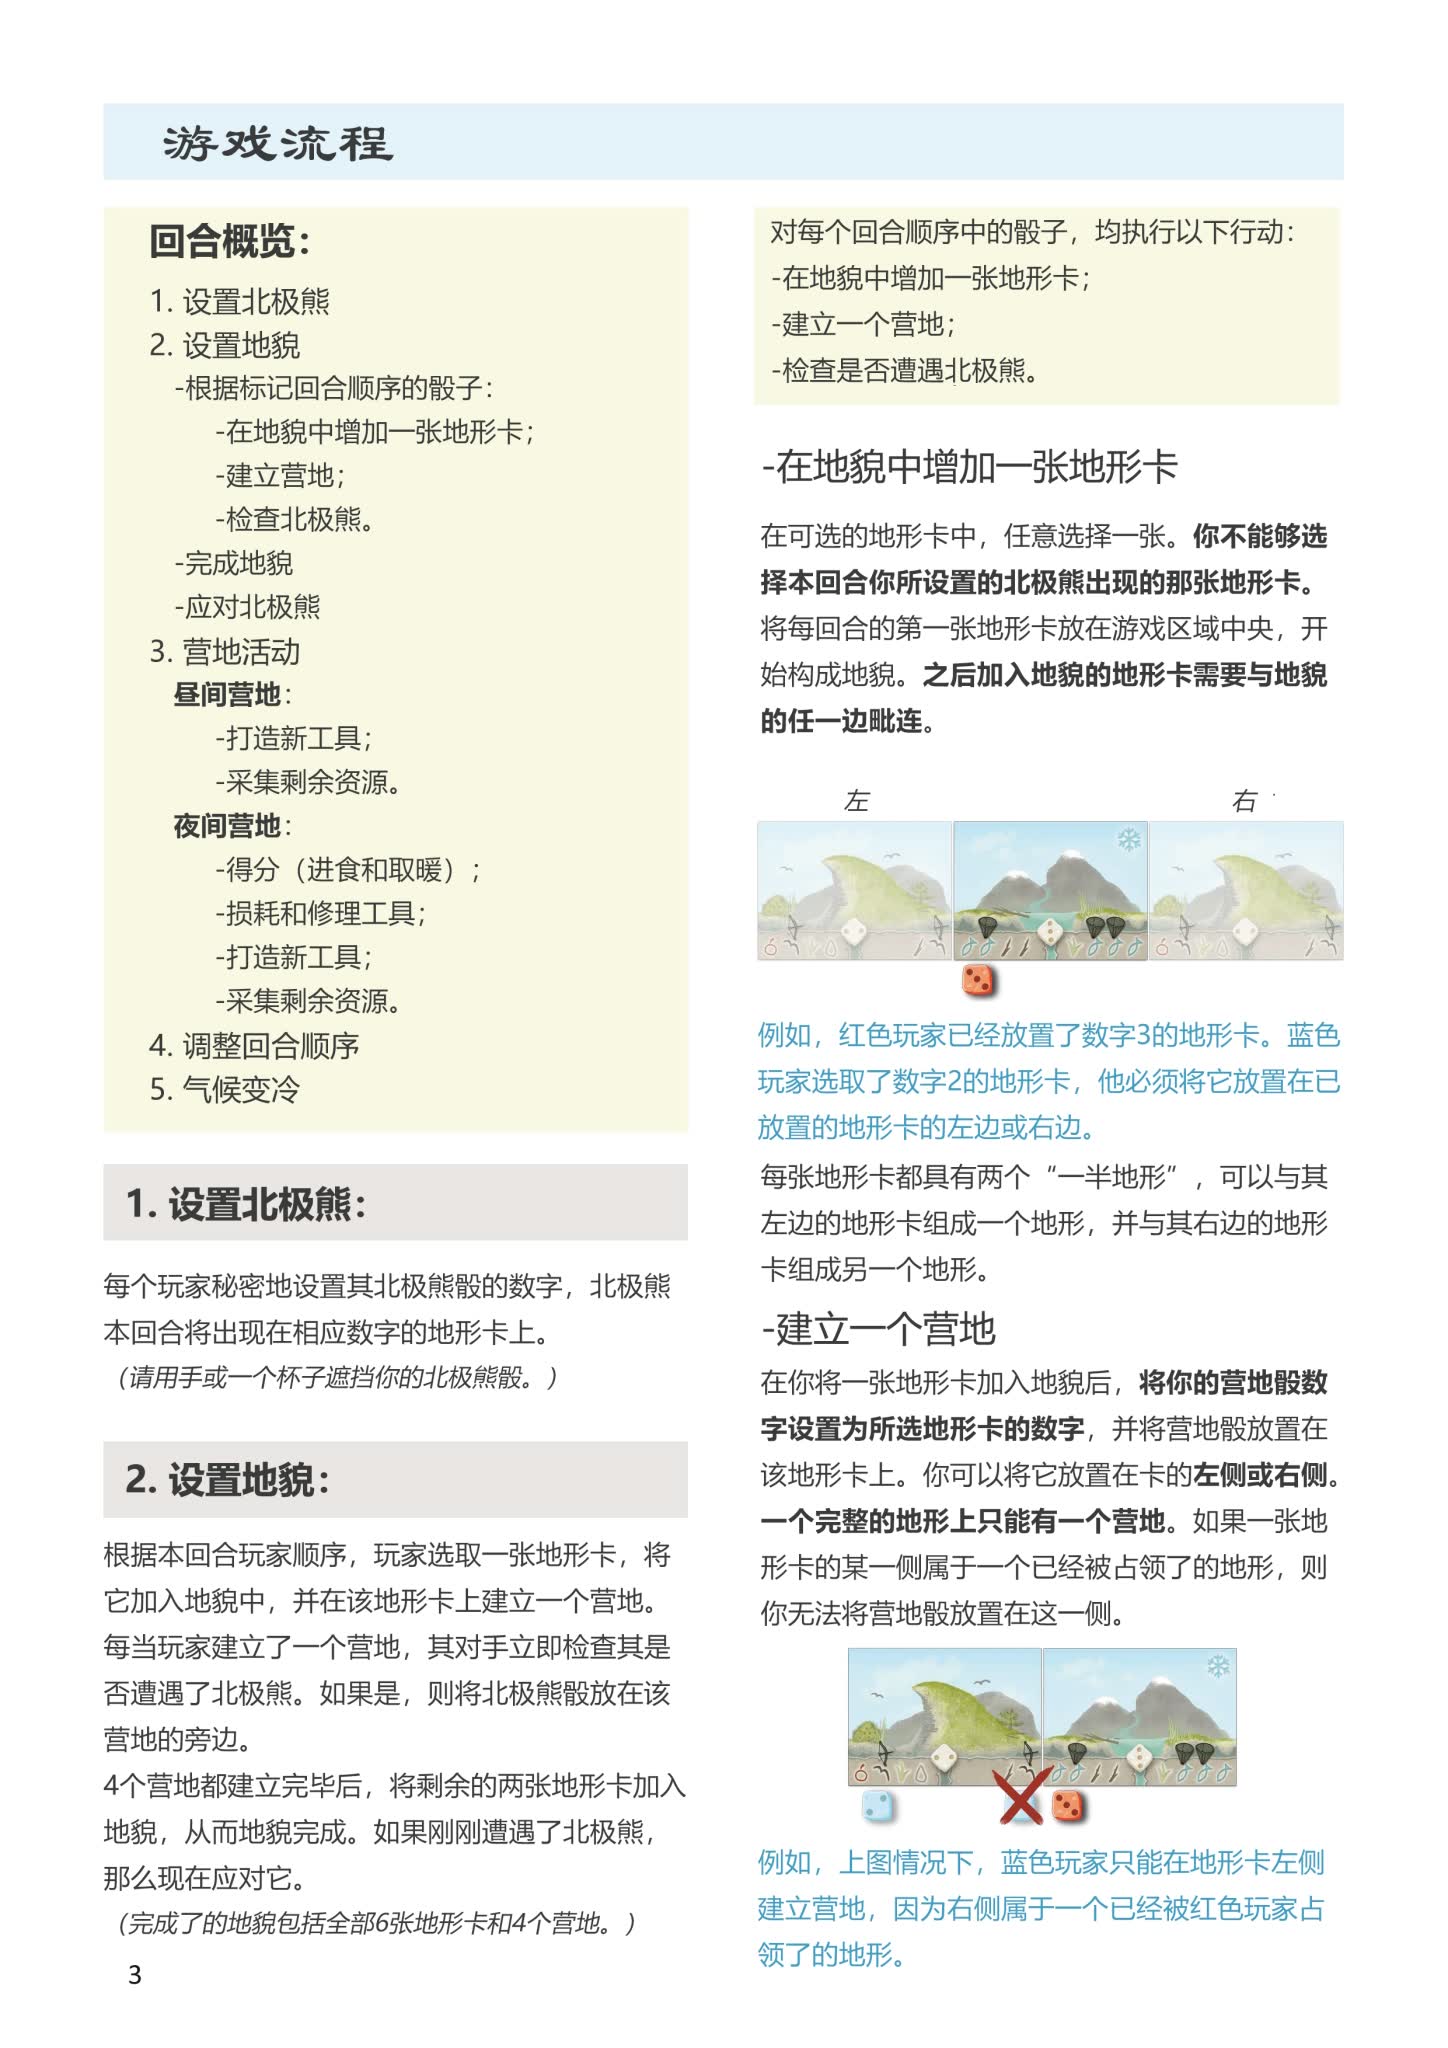 游戏流程
回合概览：
1. 设置北极熊
2. 设置地貌
-根据标记回合顺序的骰子：
-在地貌中增加一张地形卡；
-建立营地；
-检查北极熊。
-完成地貌
-应对北极熊
3. 营地活动
昼间营地：
-打造新工具；
-采集剩余资源。
夜间营地：
-得分（进食和取暖）；
-损耗和修理工具；
-打造新工具；
-采集剩余资源。
4. 调整回合顺序
5. 气候变冷
1. 设置北极熊：
每个玩家秘密地设置其北极熊骰的数字，北极熊
本回合将出现在相应数字的地形卡上。
（请用手或一个杯子遮挡你的北极熊骰。）
2. 设置地貌：
根据本回合玩家顺序，玩家选取一张地形卡，将
它加入地貌中，并在该地形卡上建立一个营地。
每当玩家建立了一个营地，其对手立即检查其是
否遭遇了北极熊。如果是，则将北极熊骰放在该
营地的旁边。
4个营地都建立完毕后，将剩余的两张地形卡加入
地貌，从而地貌完成。如果刚刚遭遇了北极熊，
那么现在应对它。
（完成了的地貌包括全部6张地形卡和4个营地。）
3
对每个回合顺序中的骰子，均执行以下行动：
-在地貌中增加一张地形卡；
-建立一个营地；
-检查是否遭遇北极熊。
-在地貌中增加一张地形卡
在可选的地形卡中，任意选择一张。你不能够选
择本回合你所设置的北极熊出现的那张地形卡。
将每回合的第一张地形卡放在游戏区域中央，开
始构成地貌。之后加入地貌的地形卡需要与地貌
的任一边毗连。
左
右
例如，红色玩家已经放置了数字3的地形卡。蓝色
玩家选取了数字2的地形卡，他必须将它放置在已
放置的地形卡的左边或右边。
每张地形卡都具有两个“一半地形”，可以与其
左边的地形卡组成一个地形，并与其右边的地形
卡组成另一个地形。
-建立一个营地
在你将一张地形卡加入地貌后，将你的营地骰数
字设置为所选地形卡的数字，并将营地骰放置在
该地形卡上。你可以将它放置在卡的左侧或右侧。
一个完整的地形上只能有一个营地。如果一张地
形卡的某一侧属于一个已经被占领了的地形，则
你无法将营地骰放置在这一侧。
例如，上图情况下，蓝色玩家只能在地形卡左侧
建立营地，因为右侧属于一个已经被红色玩家占
领了的地形。